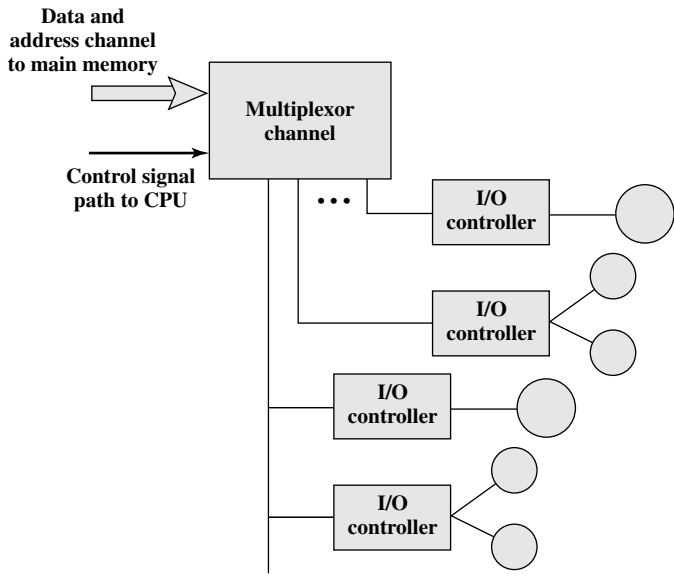 Data and
address channel
to main memory
Multiplexor
channel
Control signal
path to CPU
I/O
controller
I/O
controller
I/O
controller
I/O
controller